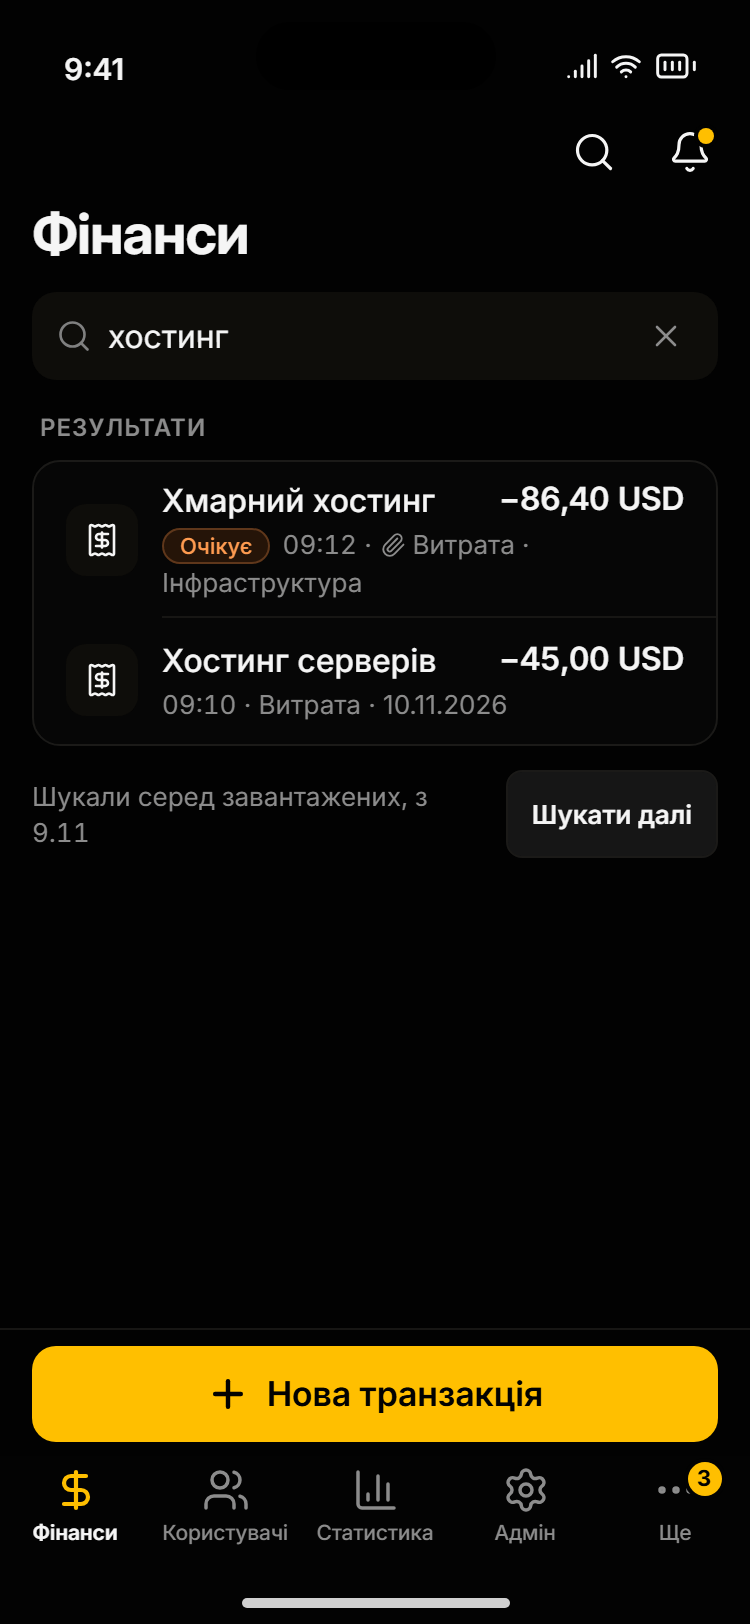 9:41
Фінанси
хостинг
РЕЗУЛЬТАТИ
Хмарний хостинг −86,40 USD
Очікує 09:12 · Витрата ·
Інфраструктура
Хостинг серверів −45,00 USD
09:10 · Витрата · 10.11.2026
Шукали серед завантажених, з
9.11
Шукати далі
+ Нова транзакція
3
Фінанси Користувачі Статистика Адмін Ще